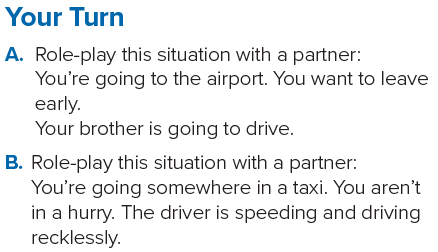 Your Turn
A. Role-play this situation with a partner:
You’re going to the airport. You want to leave
early.
Your brother is going to drive.
B. Role-play this situation with a partner:
You’re going somewhere in a taxi. You aren’t
in a hurry. The driver is speeding and driving
recklessly.